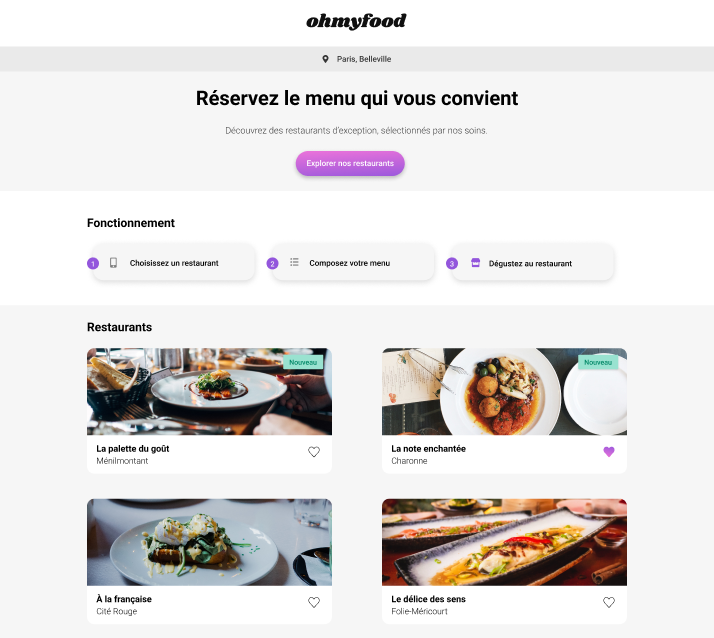 ohmyfood
Paris, Belleville
Réservez le menu qui vous convient
Découvrez des restaurants d'exception, sélectionnés par nos soins.
Explorer nos restaurants
Fonctionnement
1 Choisissez un restaurant
2 Composez votre menu
3 Dégustez au restaurant
Restaurants
Nouveau
La palette du goût
Ménilmontant
Nouveau
La note enchantée
Charonne
À la française
Cité Rouge
Le délice des sens
Folie-Méricourt